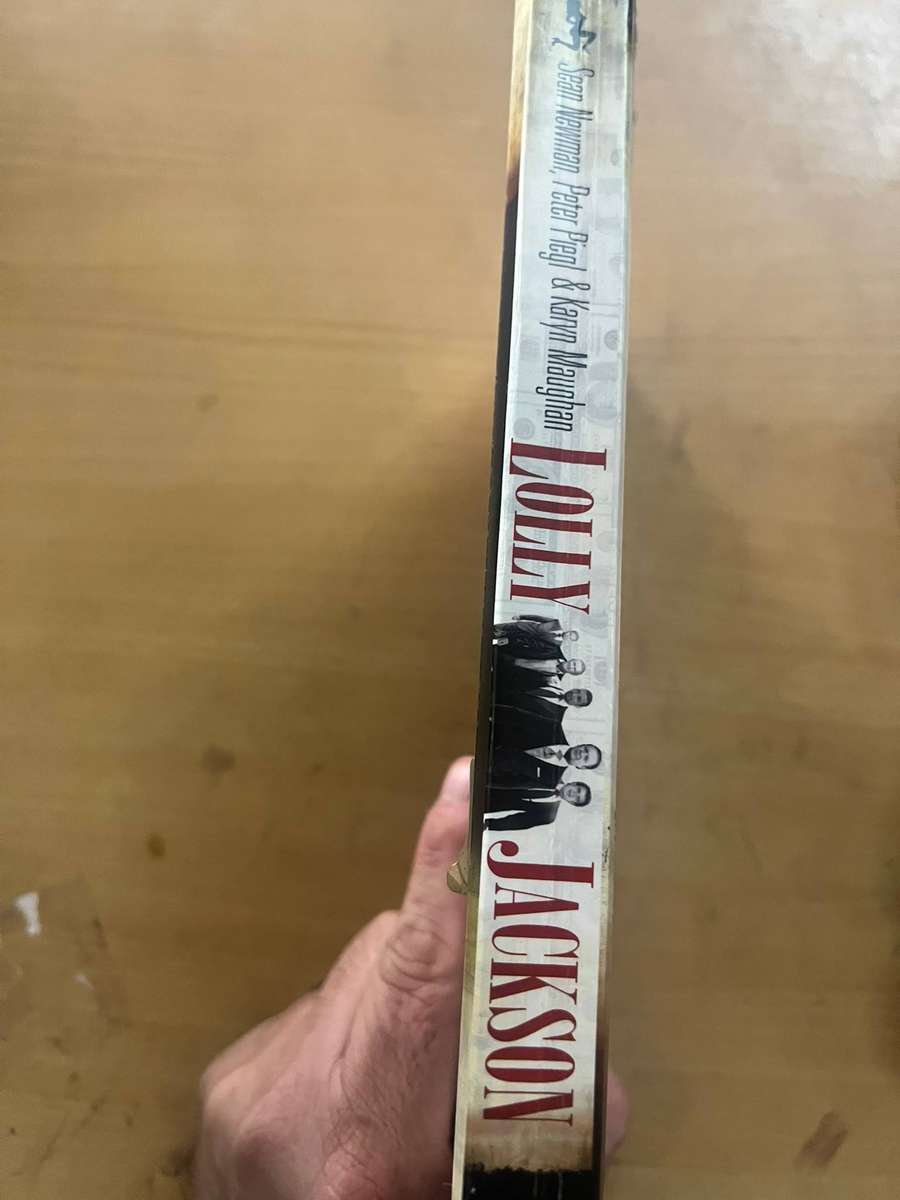 Sean Newman, Peter Piegl & Karyn Maughan
LOLLY
JACKSON